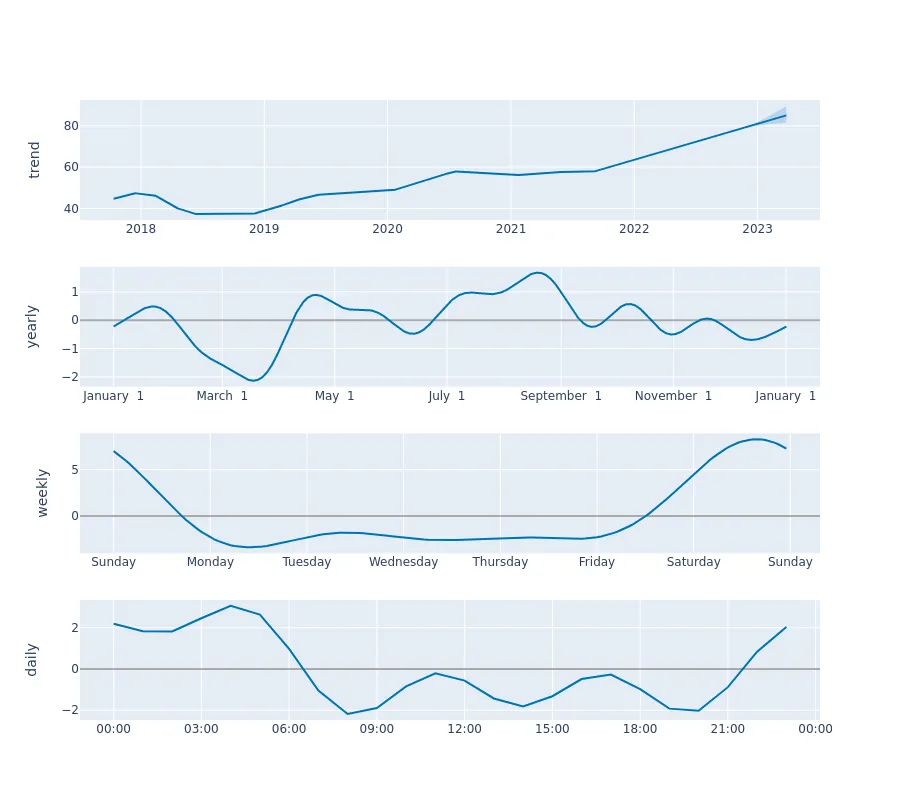 trend
80
60
40
2018 2019 2020 2021 2022 2023
yearly
1
0
−1
−2
January 1 March 1 May 1 July 1 September 1 November 1 January 1
weekly
5
0
Sunday Monday Tuesday Wednesday Thursday Friday Saturday Sunday
daily
2
0
−2
00:00 03:00 06:00 09:00 12:00 15:00 18:00 21:00 00:00